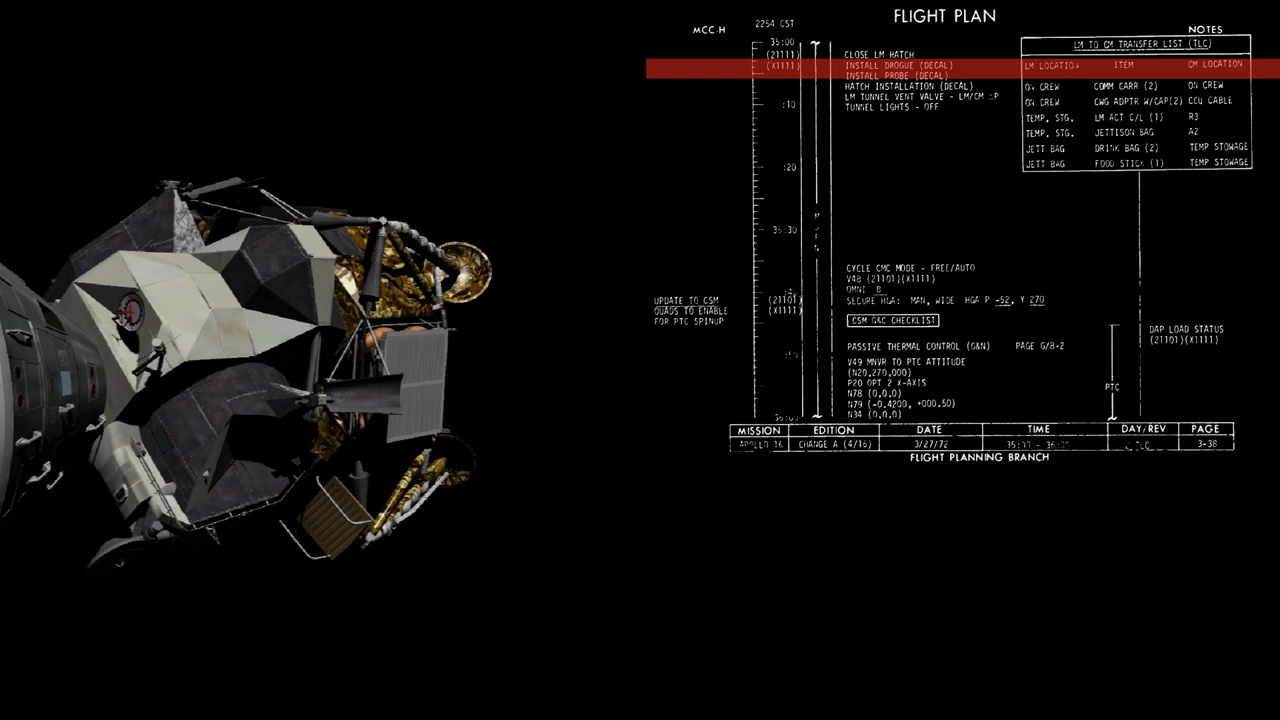 FLIGHT PLAN
MCC-H
2254 CST
NOTES
35:00
(21111)
(X1111)
:10
:20
35:30
(21101)
(X1111)
CLOSE LM HATCH
INSTALL DROGUE (DECAL)
INSTALL PROBE (DECAL)
HATCH INSTALLATION (DECAL)
LM TUNNEL VENT VALVE - LM/CM ΔP
TUNNEL LIGHTS - OFF
LM TO CM TRANSFER LIST (TLC)
LM LOCATION ITEM CM LOCATION
ON CREW COMM CARR (2) ON CREW
ON CREW CWG ADPTR W/CAP(2) CCU CABLE
TEMP. STG. LM ACT C/L (1) R3
TEMP. STG. JETTISON BAG A2
JETT BAG DRINK BAG (2) TEMP STOWAGE
JETT BAG FOOD STICK (1) TEMP STOWAGE
UPDATE TO CSM
QUADS TO ENABLE
FOR PTC SPINUP
CYCLE CMC MODE - FREE/AUTO
V48 (21101)(X1111)
OMNI B
SECURE HGA: MAN, WIDE HGA P -52, Y 270
CSM G&C CHECKLIST
PASSIVE THERMAL CONTROL (G&N) PAGE G/8-2
V49 MNVR TO PTC ATTITUDE
(N20,270,000)
P20 OPT 2 X-AXIS
N78 (0,0,0)
N79 (-0.4200, +000.50)
N34 (0,0,0)
DAP LOAD STATUS
(21101)(X1111)
PTC
MISSION EDITION DATE TIME DAY/REV PAGE
APOLLO 16 CHANGE A (4/16) 3/27/72 35:00 - 36:00 TLC 3-38
FLIGHT PLANNING BRANCH